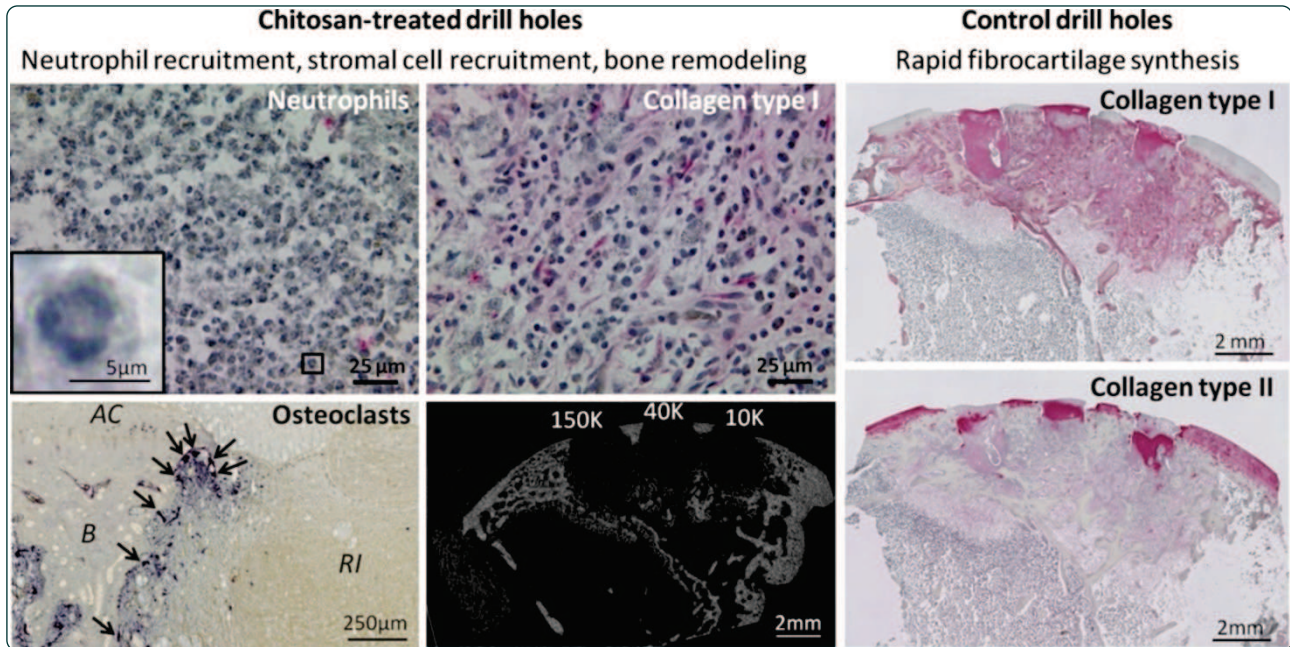 Chitosan-treated drill holes
Neutrophil recruitment, stromal cell recruitment, bone remodeling
Control drill holes
Rapid fibrocartilage synthesis
Neutrophils
5µm
25 µm
Collagen type I
25 µm
Collagen type I
2 mm
Osteoclasts
AC
B
RI
250µm
150K 40K 10K
2mm
Collagen type II
2mm